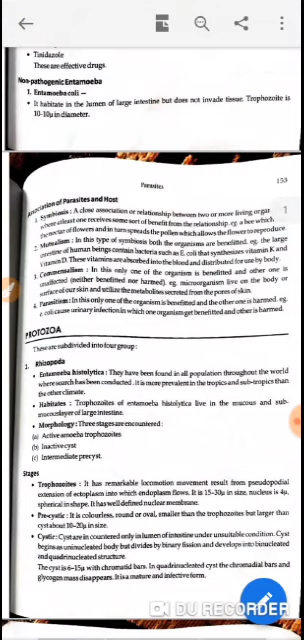 • Tinidazole
These are effective drugs.
Non-pathogenic Entamoeba
1. Entamoeba coli –
• It habitate in the lumen of large intestine but does not invade tissue. Trophozoite is
10-10μ in diameter.
Parasites
153
1
Association of Parasites and Host
1. Symbiosis : A close association or relationship between two or more living organ
where atleast one receives some sort of benefit from the relationship. eg a bee which
the noctar of flowers and in turn spreads the pollen which allows the flower to reproduce.
2. Mutualism : In this type of symbiosis both the organisms are benefitted. eg. the large
intestine of human beings contain bacteria such as E. coli that synthesizes vitamin K and
vitamin D. These vitamins are absorbed into the blood and distributed for use by body.
3. Commensalism : In this only one of the organism is benefitted and other one is
unaffected (neither benefitted nor harmed). eg. microorganism live on the body or
surface of our skin and utilize the metabolites secreted from the pores of skin.
4. Parasitism : In this only one of the organism is benefitted and the other one is harmed. eg.
e. coli cause urinary infection in which one organism get benefitted and other is harmed.
PROTOZOA
These are subdivided into four group :
1. Rhizopoda
• Entamoeba histolytica : They have been found in all population throughout the world
where search has been conducted. it is more prevalent in the tropics and sub-tropics than
the other climate.
• Habitates : Trophozoites of entamoeba histolytica live in the mucous and sub-
mucous layer of large intestine.
• Morphology : Three stages are encountered :
(a) Active amoeba trophozoites
(b) Inactive cyst
(c) Intermediate precyst.
Stages
• Trophozoites : It has remarkable locomotion movement result from pseudopodial
extension of ectoplasm into which endoplasm flows. It is 15-30μ in size, nucleus is 4μ,
spherical in shape. It has well defined nuclear membrane.
• Pre-cystic : It is colourless, round or oval, smaller than the trophozoites but larger than
cyst about 10-20μ in size.
• Cystic : Cyst are in countered only in lumen of intestine under unsuitable condition. Cyst
begins as uninucleated body but divides by binary fission and develops into binucleated
and quadrinucleated structure.
The cyst is 6-15μ with chromatid bars. In quadrinucleated cyst the chromadial bars and
glycogon mass disappears. It is a mature and infective form.
DU RECORDER